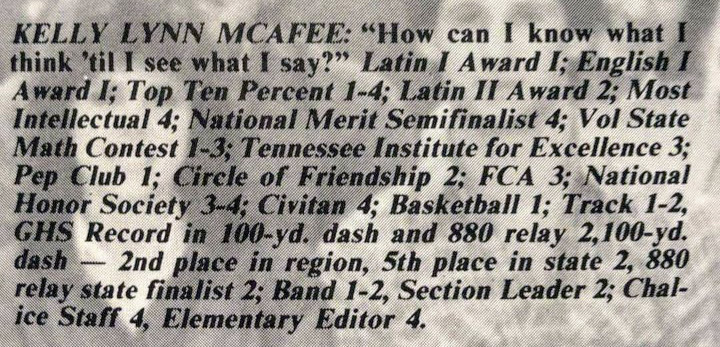 KELLY LYNN MCAFEE: “How can I know what I
think ’til I see what I say?” Latin I Award I; English I
Award I; Top Ten Percent 1-4; Latin II Award 2; Most
Intellectual 4; National Merit Semifinalist 4; Vol State
Math Contest 1-3; Tennessee Institute for Excellence 3;
Pep Club 1; Circle of Friendship 2; FCA 3; National
Honor Society 3-4; Civitan 4; Basketball 1; Track 1-2,
GHS Record in 100-yd. dash and 880 relay 2,100-yd.
dash — 2nd place in region, 5th place in state 2, 880
relay state finalist 2; Band 1-2, Section Leader 2; Chal-
ice Staff 4, Elementary Editor 4.